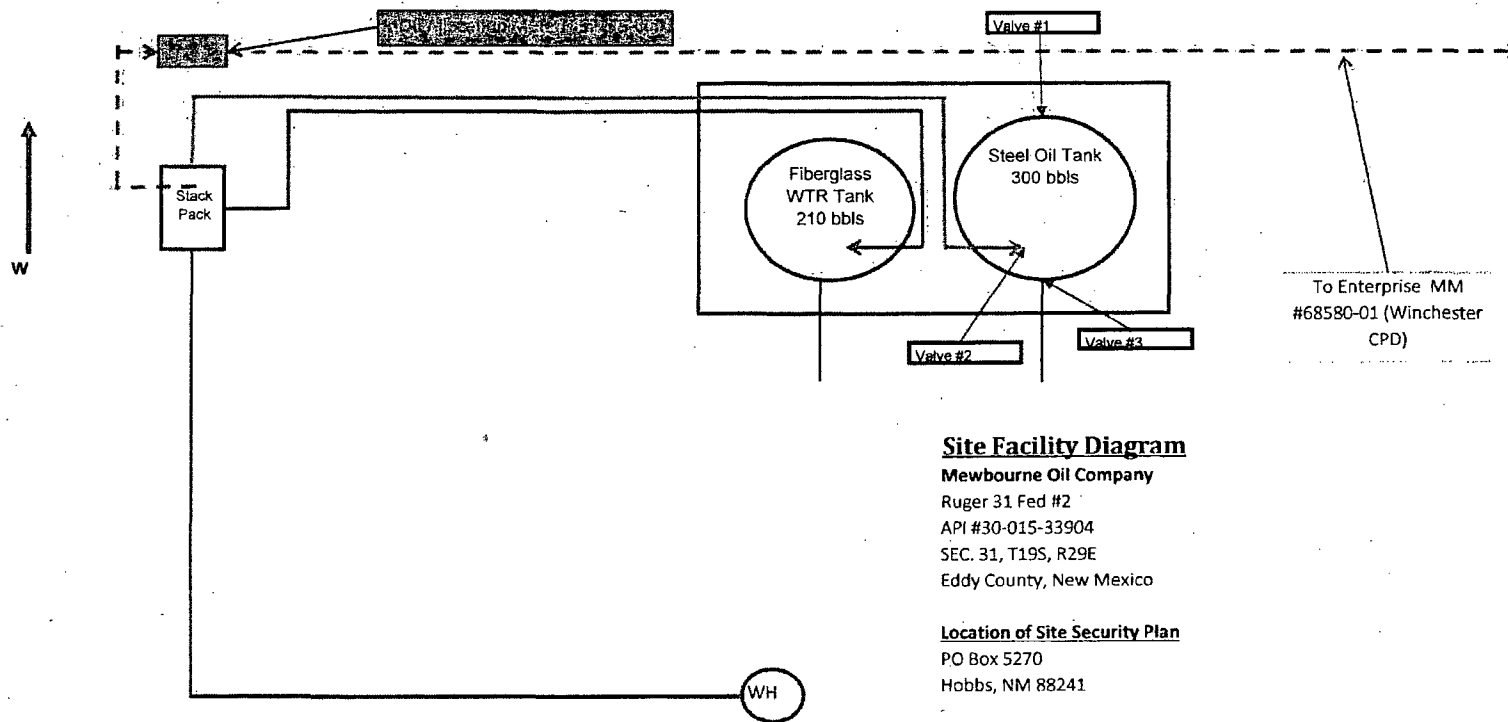 Valve #1
W
Stack
Pack
Fiberglass
WTR Tank
210 bbls
Steel Oil Tank
300 bbls
Valve #2
Valve #3
To Enterprise MM
#68580-01 (Winchester
CPD)
WH
Site Facility Diagram
Mewbourne Oil Company
Ruger 31 Fed #2
API #30-015-33904
SEC. 31, T19S, R29E
Eddy County, New Mexico
Location of Site Security Plan
PO Box 5270
Hobbs, NM 88241